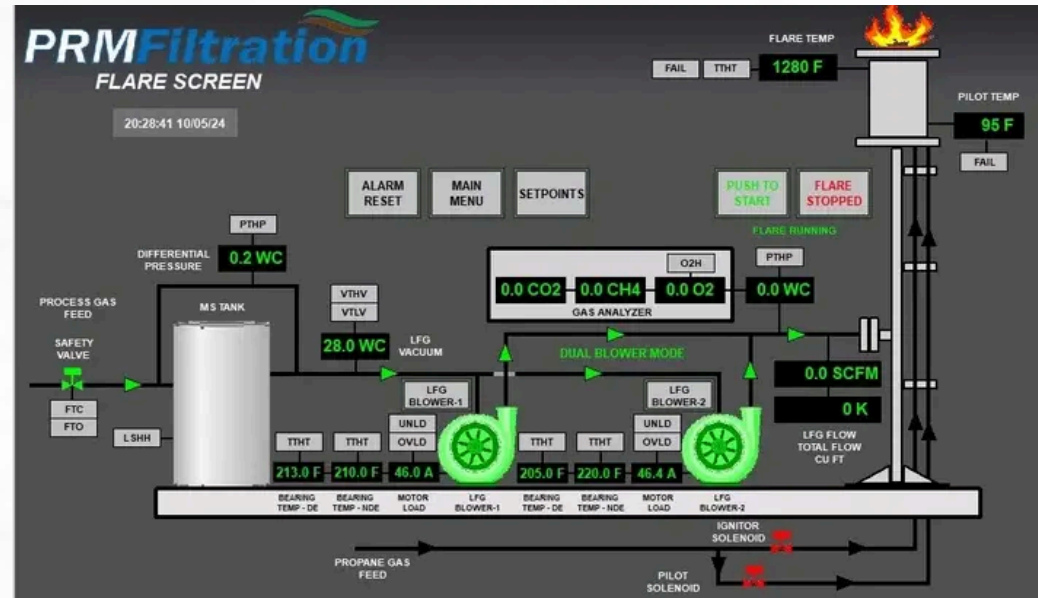 PRMFiltration
FLARE SCREEN
20:28:41 10/05/24
FLARE TEMP
FAIL
TTHT
1280 F
PILOT TEMP
95 F
FAIL
ALARM
RESET
MAIN
MENU
SETPOINTS
PUSH TO
START
FLARE
STOPPED
FLARE RUNNING
PTHP
DIFFERENTIAL
PRESSURE
0.2 WC
O2H
PTHP
0.0 CO2
0.0 CH4
0.0 O2
0.0 WC
GAS ANALYZER
PROCESS GAS
FEED
MS TANK
VTHV
VTLV
28.0 WC
LFG
VACUUM
DUAL BLOWER MODE
SAFETY
VALVE
FTC
FTO
LSHH
LFG
BLOWER-1
LFG
BLOWER-2
0.0 SCFM
0 K
LFG FLOW
TOTAL FLOW
CU FT
TTHT
TTHT
UNLD
OVLD
TTHT
TTHT
UNLD
OVLD
213.0 F
210.0 F
46.0 A
205.0 F
220.0 F
46.4 A
BEARING
TEMP - DE
BEARING
TEMP - NDE
MOTOR
LOAD
LFG
BLOWER-1
BEARING
TEMP - DE
BEARING
TEMP - NDE
MOTOR
LOAD
LFG
BLOWER-2
IGNITOR
SOLENOID
PROPANE GAS
FEED
PILOT
SOLENOID